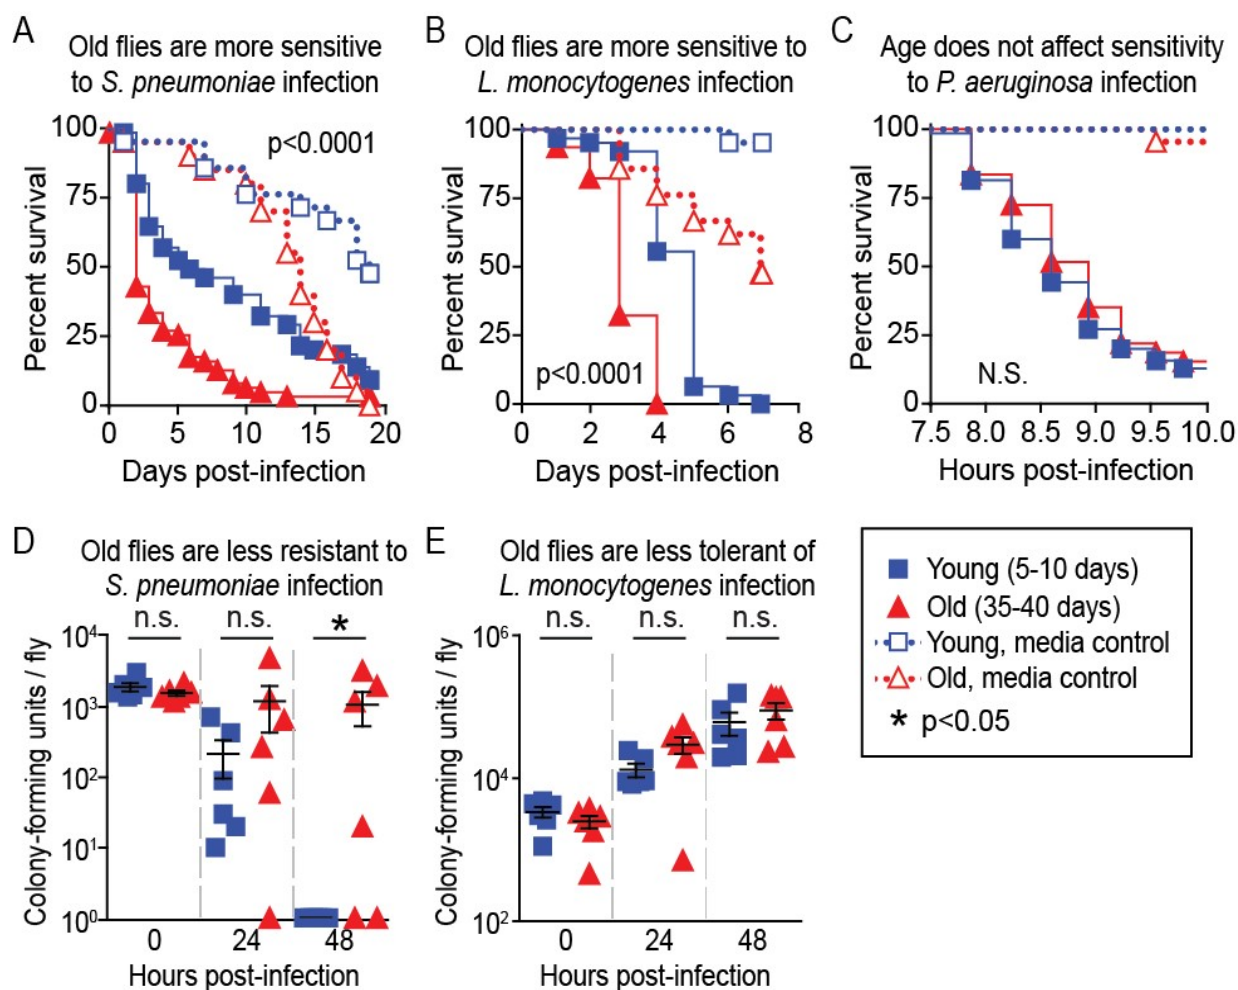 A
Old flies are more sensitive
to S. pneumoniae infection
p<0.0001
Percent survival
100
75
50
25
0
0 5 10 15 20
Days post-infection
B
Old flies are more sensitive to
L. monocytogenes infection
p<0.0001
Percent survival
100
75
50
25
0
0 2 4 6 8
Days post-infection
C
Age does not affect sensitivity
to P. aeruginosa infection
N.S.
Percent survival
100
75
50
25
0
7.5 8.0 8.5 9.0 9.5 10.0
Hours post-infection
D
Old flies are less resistant to
S. pneumoniae infection
n.s. n.s. *
Colony-forming units / fly
10⁴
10³
10²
10¹
10⁰
0 24 48
Hours post-infection
E
Old flies are less tolerant of
L. monocytogenes infection
n.s. n.s. n.s.
Colony-forming units / fly
10⁶
10⁴
10²
0 24 48
Hours post-infection
Young (5-10 days)
Old (35-40 days)
Young, media control
Old, media control
* p<0.05